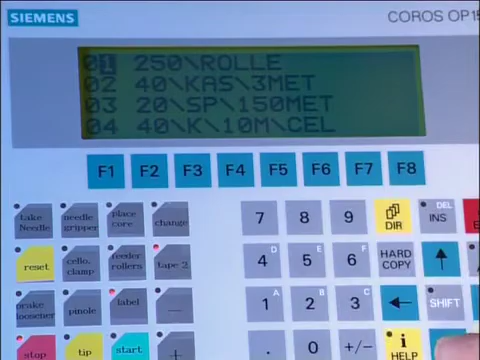 SIEMENS
COROS OP15
01 250\ROLLE
02 40\KAS\3MET
03 20\SP\150MET
04 40\K\10M\CEL
F1 F2 F3 F4 F5 F6 F7 F8
take Needle
needle gripper
place core
change
7 8 9 DIR INS DEL
reset
cello. clamp
feeder rollers
tape 2
4 D 5 E 6 F HARD COPY
brake loosener
pinole
label
1 A 2 B 3 C SHIFT
stop
tip
start
+
. 0 +/- i HELP